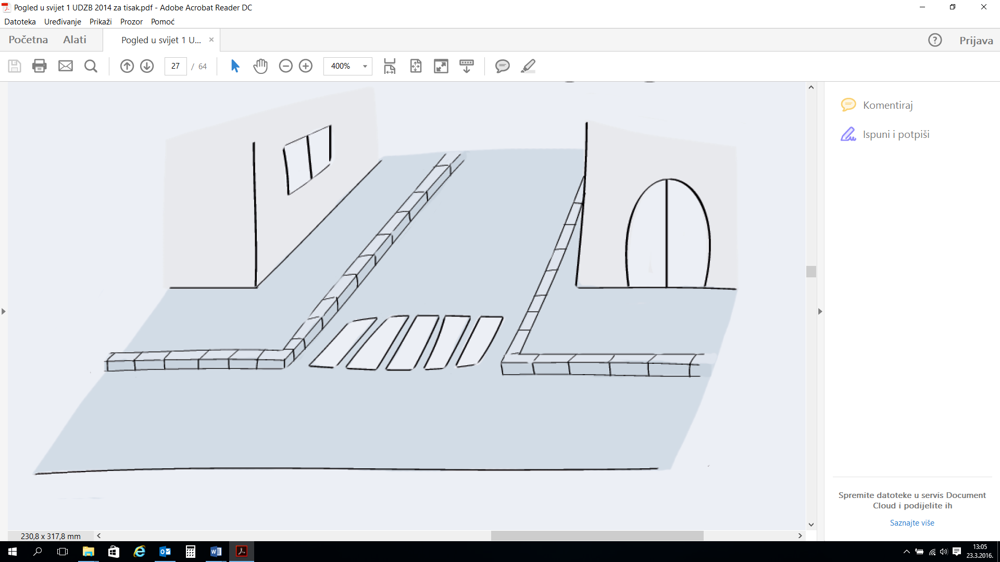 Pogled u svijet 1 UDZB 2014 za tisak.pdf - Adobe Acrobat Reader DC
Datoteka Uređivanje Prikaži Prozor Pomoć
Početna Alati Pogled u svijet 1 U... × ? Prijava
27 / 64 400%
Komentiraj
Ispuni i potpiši
Spremite datoteke u servis Document
Cloud i podijelite ih
Saznajte više
230,8 x 317,8 mm
13:05
23.3.2016.